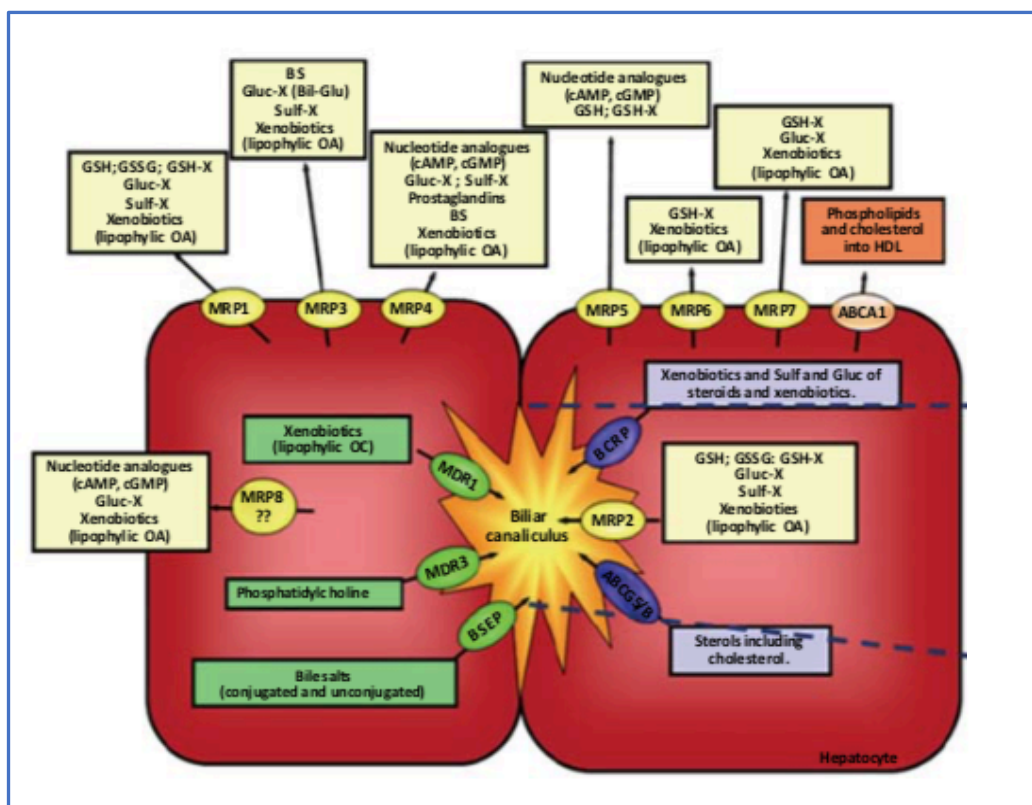 BS
Gluc-X (Bil-Glu)
Sulf-X
Xenobiotics
(lipophylic OA)
Nucleotide analogues
(cAMP, cGMP)
GSH; GSH-X
GSH-X
Gluc-X
Xenobiotics
(lipophylic OA)
GSH;GSSG; GSH-X
Gluc-X
Sulf-X
Xenobiotics
(lipophylic OA)
Nucleotide analogues
(cAMP, cGMP)
Gluc-X ; Sulf-X
Prostaglandins
BS
Xenobiotics
(lipophylic OA)
GSH-X
Xenobiotics
(lipophylic OA)
Phospholipids
and cholesterol
into HDL
MRP1
MRP3
MRP4
MRP5
MRP6
MRP7
ABCA1
Xenobiotics and Sulf and Gluc of
steroids and xenobiotics.
Xenobiotics
(lipophylic OC)
MDR1
BCRP
Nucleotide analogues
(cAMP, cGMP)
Gluc-X
Xenobiotics
(lipophylic OA)
MRP8
??
Biliar
canaliculus
MRP2
GSH; GSSG: GSH-X
Gluc-X
Sulf-X
Xenobioties
(lipophylic OA)
Phosphatidylcholine
MDR3
ABCG5/B
BSEP
Sterols including
cholesterol.
Bile salts
(conjugated and unconjugated)
Hepatocyte